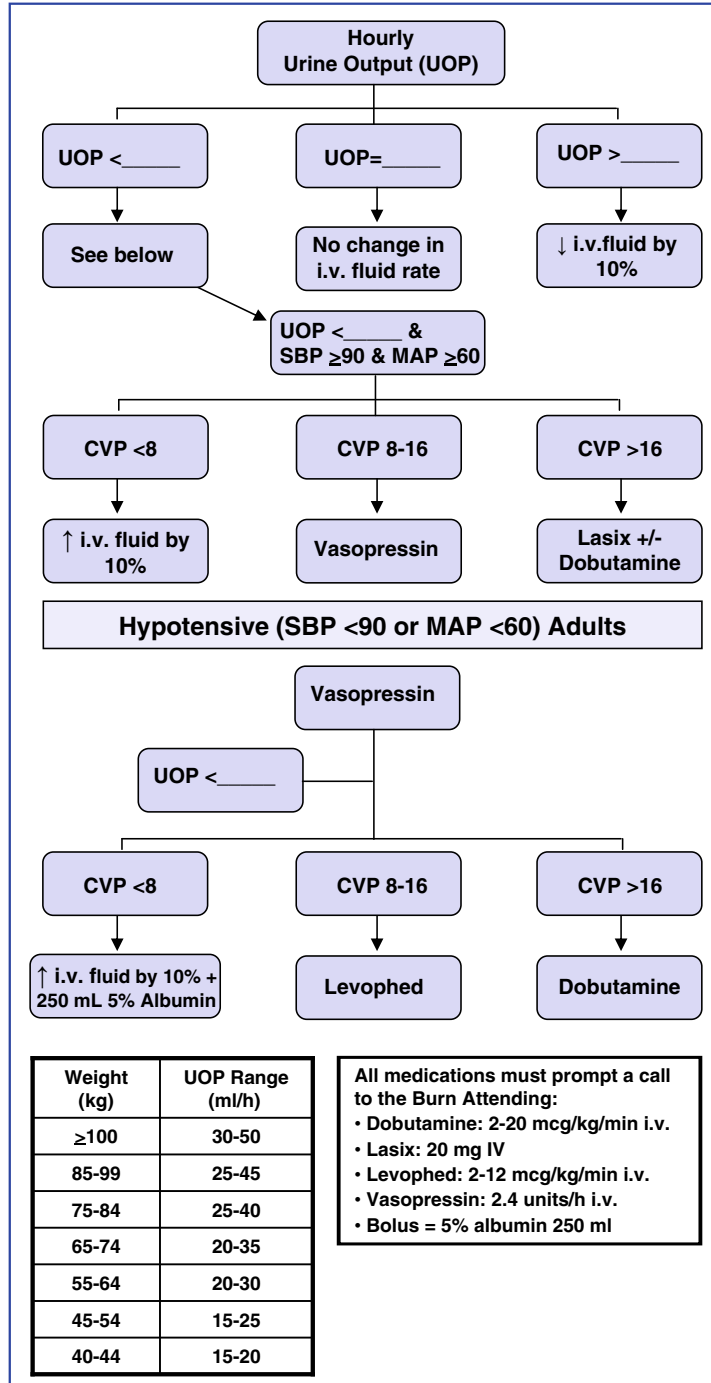 Hourly
Urine Output (UOP)
UOP <_____
UOP=_____
UOP >_____
See below
No change in
i.v. fluid rate
↓ i.v.fluid by
10%
UOP <_____ &
SBP ≥90 & MAP ≥60
CVP <8
CVP 8-16
CVP >16
↑ i.v. fluid by
10%
Vasopressin
Lasix +/-
Dobutamine
Hypotensive (SBP <90 or MAP <60) Adults
Vasopressin
UOP <_____
CVP <8
CVP 8-16
CVP >16
↑ i.v. fluid by 10% +
250 mL 5% Albumin
Levophed
Dobutamine
Weight
(kg)
UOP Range
(ml/h)
≥100
30-50
85-99
25-45
75-84
25-40
65-74
20-35
55-64
20-30
45-54
15-25
40-44
15-20
All medications must prompt a call
to the Burn Attending:
• Dobutamine: 2-20 mcg/kg/min i.v.
• Lasix: 20 mg IV
• Levophed: 2-12 mcg/kg/min i.v.
• Vasopressin: 2.4 units/h i.v.
• Bolus = 5% albumin 250 ml